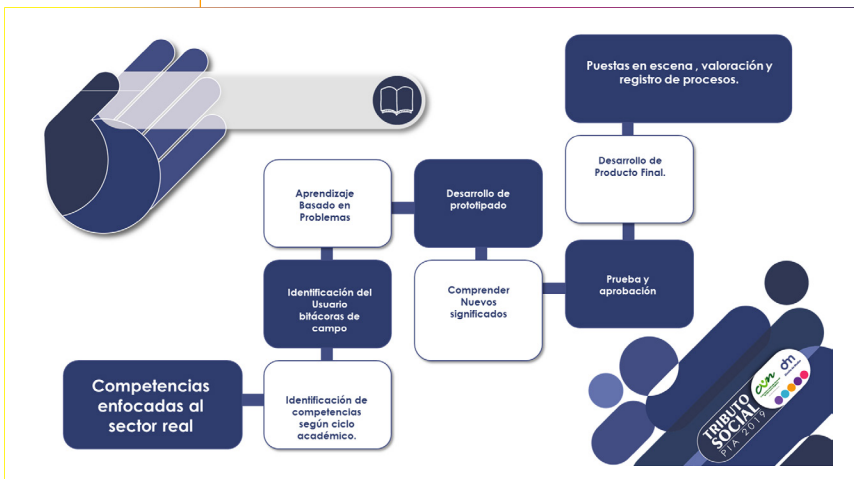 Puestas en escena , valoración y
registro de procesos.
Desarrollo de
Producto Final.
Aprendizaje
Basado en
Problemas
Desarrollo de
prototipado
Identificación del
Usuario
bitácoras de
campo
Comprender
Nuevos
significados
Prueba y
aprobación
Competencias
enfocadas al
sector real
Identificación de
competencias
según ciclo
académico.
TRIBUTO
SOCIAL
PIA 2019